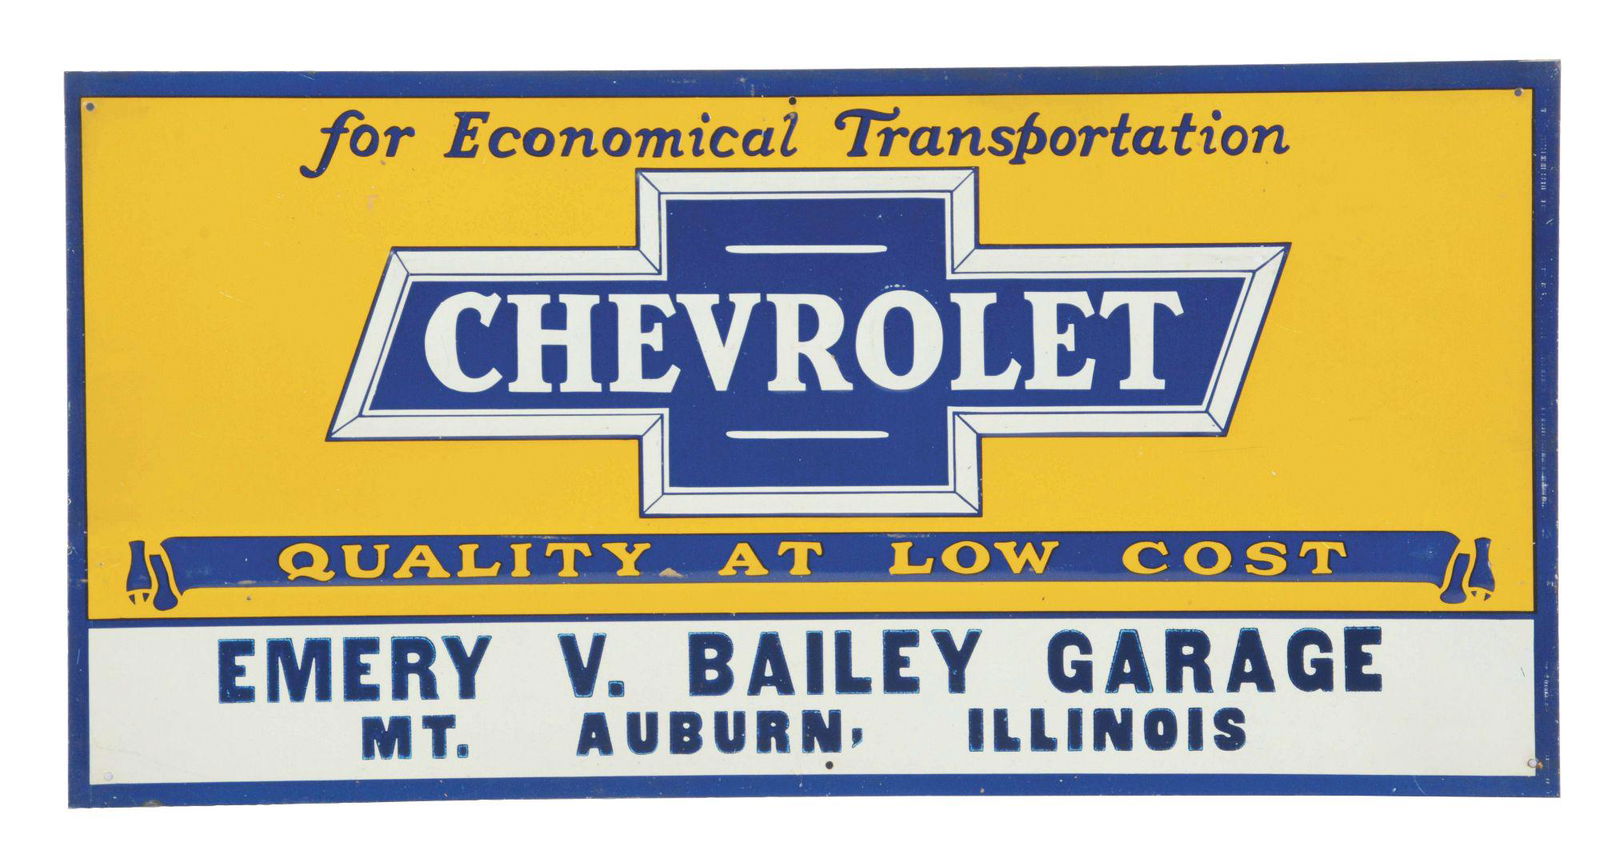 for Economical Transportation
CHEVROLET
QUALITY AT LOW COST
EMERY V. BAILEY GARAGE
MT. AUBURN, ILLINOIS